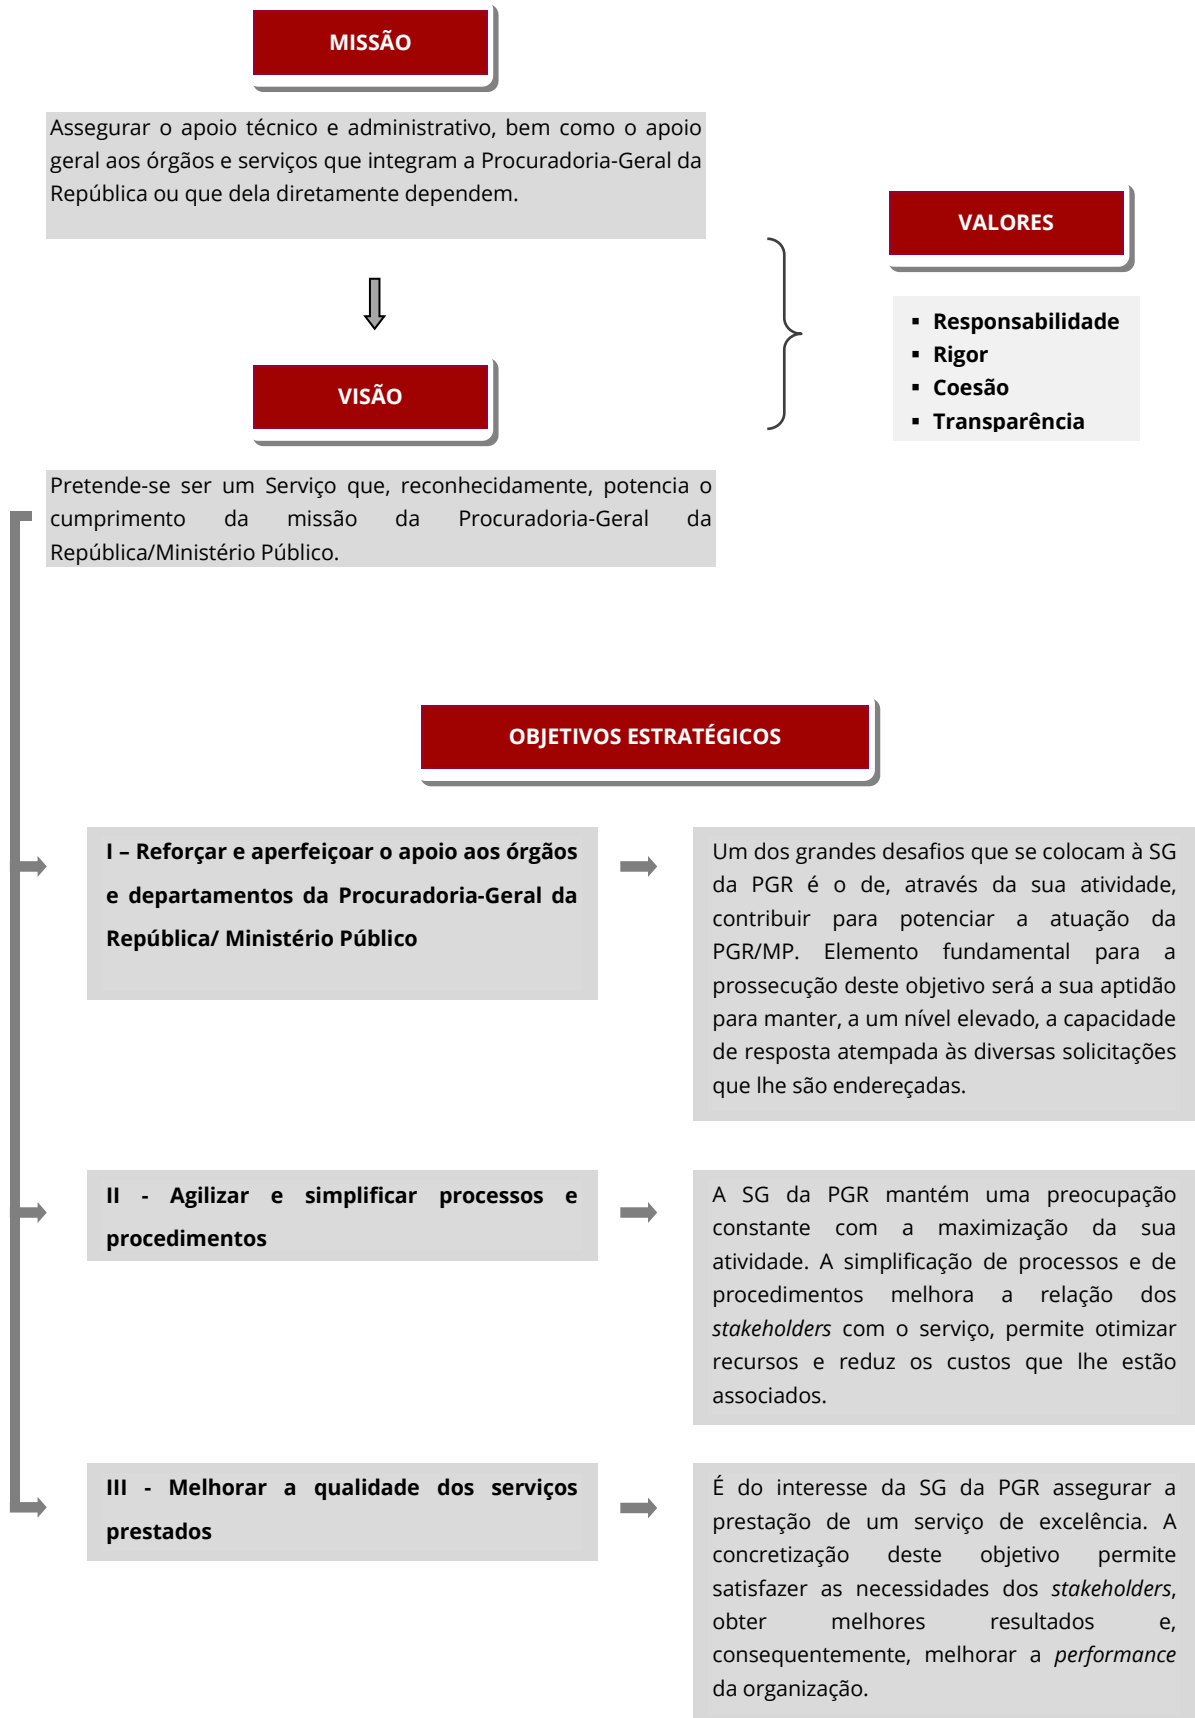 MISSÃO
Assegurar o apoio técnico e administrativo, bem como o apoio
geral aos órgãos e serviços que integram a Procuradoria-Geral da
República ou que dela diretamente dependem.
VALORES
▪ Responsabilidade
▪ Rigor
▪ Coesão
▪ Transparência
VISÃO
Pretende-se ser um Serviço que, reconhecidamente, potencia o
cumprimento da missão da Procuradoria-Geral da
República/Ministério Público.
OBJETIVOS ESTRATÉGICOS
I – Reforçar e aperfeiçoar o apoio aos órgãos
e departamentos da Procuradoria-Geral da
República/ Ministério Público
Um dos grandes desafios que se colocam à SG
da PGR é o de, através da sua atividade,
contribuir para potenciar a atuação da
PGR/MP. Elemento fundamental para a
prossecução deste objetivo será a sua aptidão
para manter, a um nível elevado, a capacidade
de resposta atempada às diversas solicitações
que lhe são endereçadas.
II - Agilizar e simplificar processos e
procedimentos
A SG da PGR mantém uma preocupação
constante com a maximização da sua
atividade. A simplificação de processos e de
procedimentos melhora a relação dos
stakeholders com o serviço, permite otimizar
recursos e reduz os custos que lhe estão
associados.
III - Melhorar a qualidade dos serviços
prestados
É do interesse da SG da PGR assegurar a
prestação de um serviço de excelência. A
concretização deste objetivo permite
satisfazer as necessidades dos stakeholders,
obter melhores resultados e,
consequentemente, melhorar a performance
da organização.